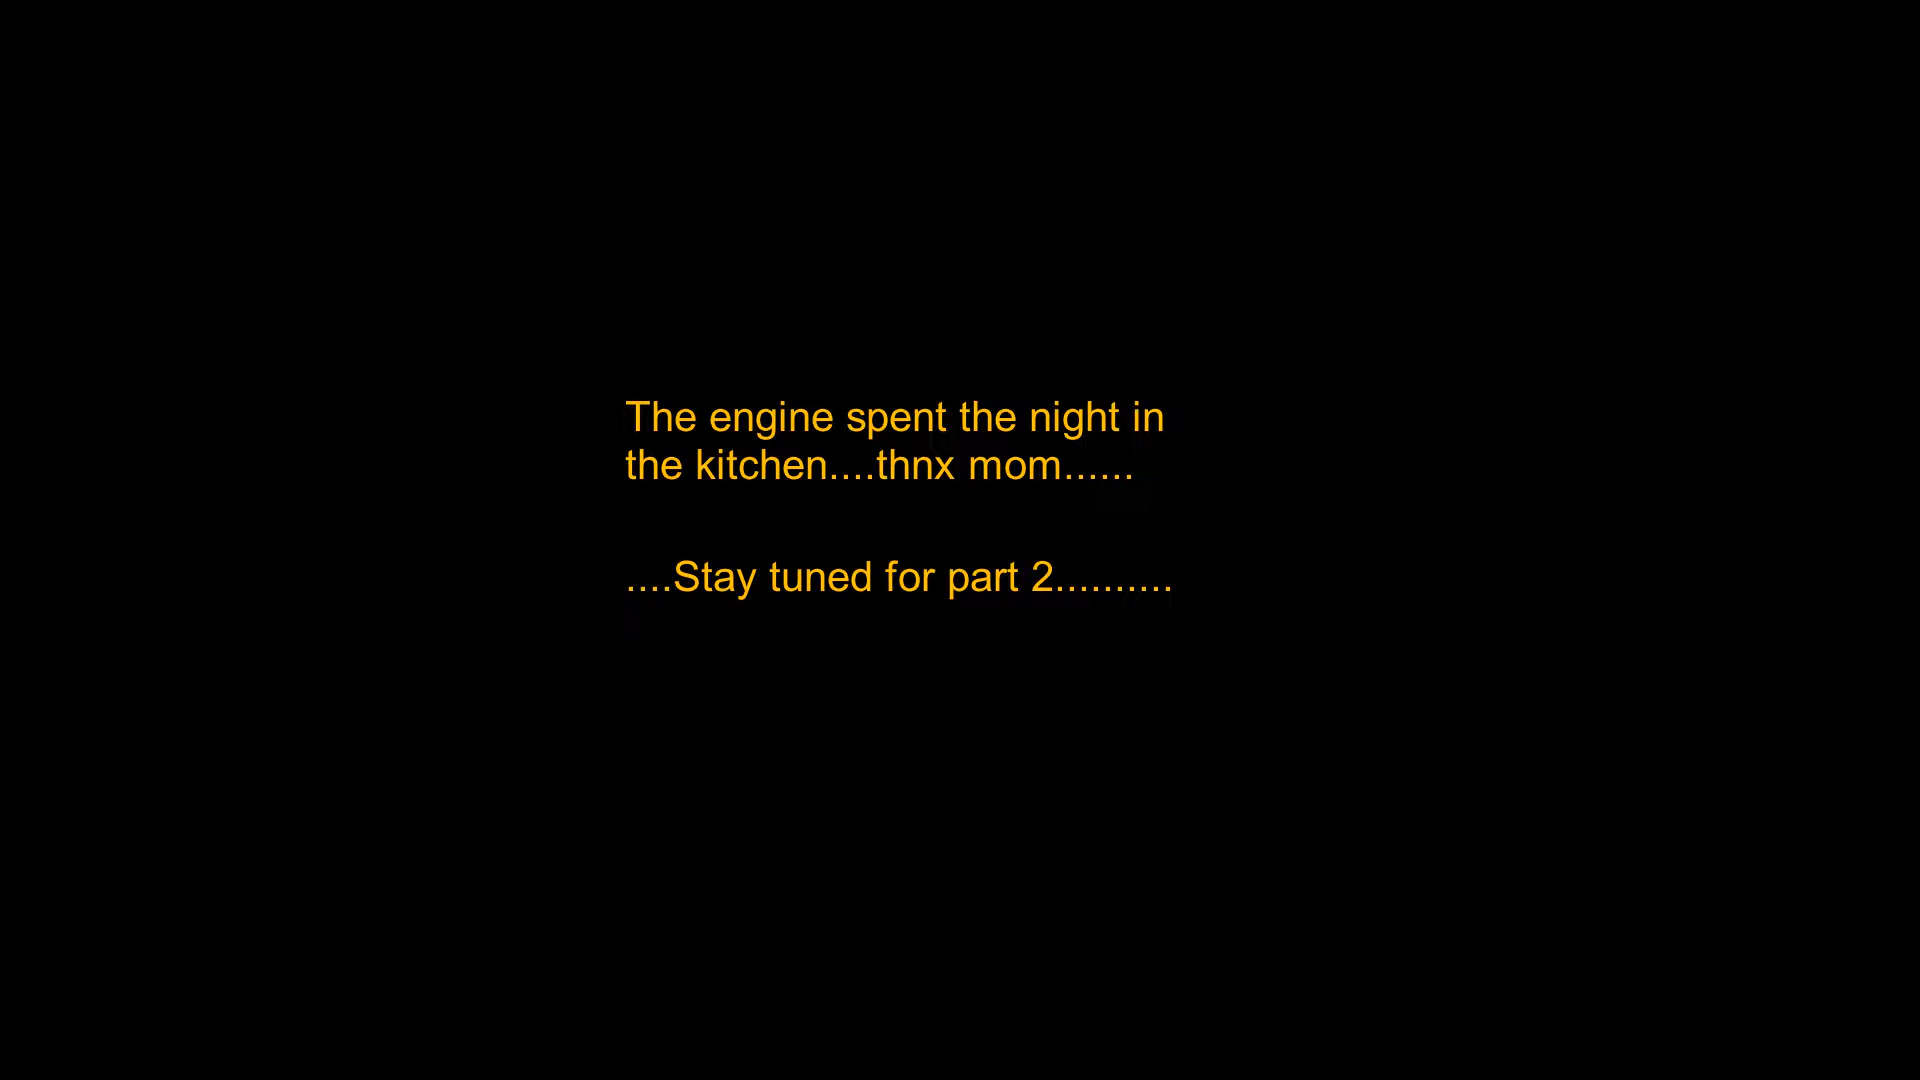 The engine spent the night in
the kitchen....thnx mom......
....Stay tuned for part 2..........